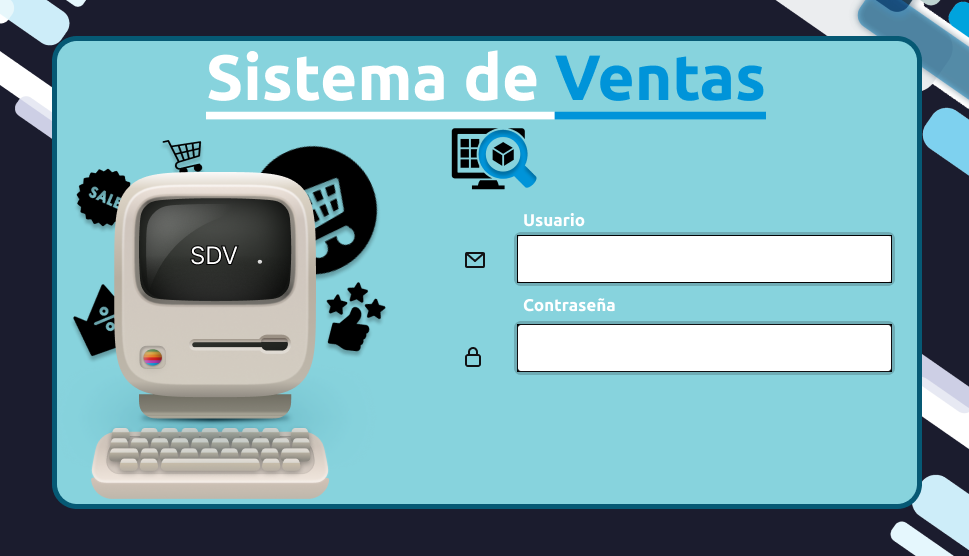 Sistema de Ventas
SALE
SDV .
Usuario
Contraseña
%